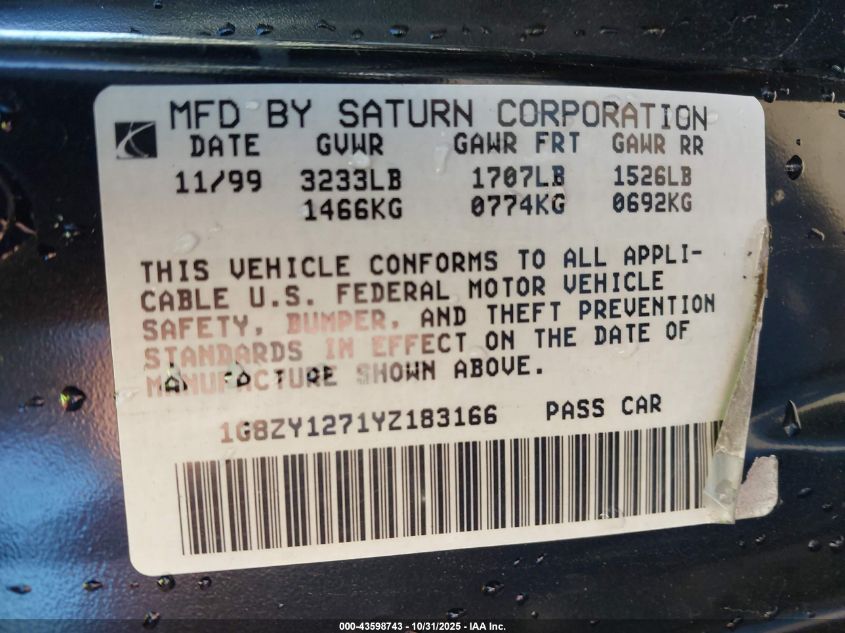 MFD BY SATURN CORPORATION
DATE GVWR GAWR FRT GAWR RR
11/99 3233LB 1707LB 1526LB
1466KG 0774KG 0692KG
THIS VEHICLE CONFORMS TO ALL APPLI-
CABLE U.S. FEDERAL MOTOR VEHICLE
SAFETY, BUMPER, AND THEFT PREVENTION
STANDARDS IN EFFECT ON THE DATE OF
MANUFACTURE SHOWN ABOVE.
1G8ZY1271YZ183166 PASS CAR
000-43598743 / 10/31/2025 - IAA Inc.